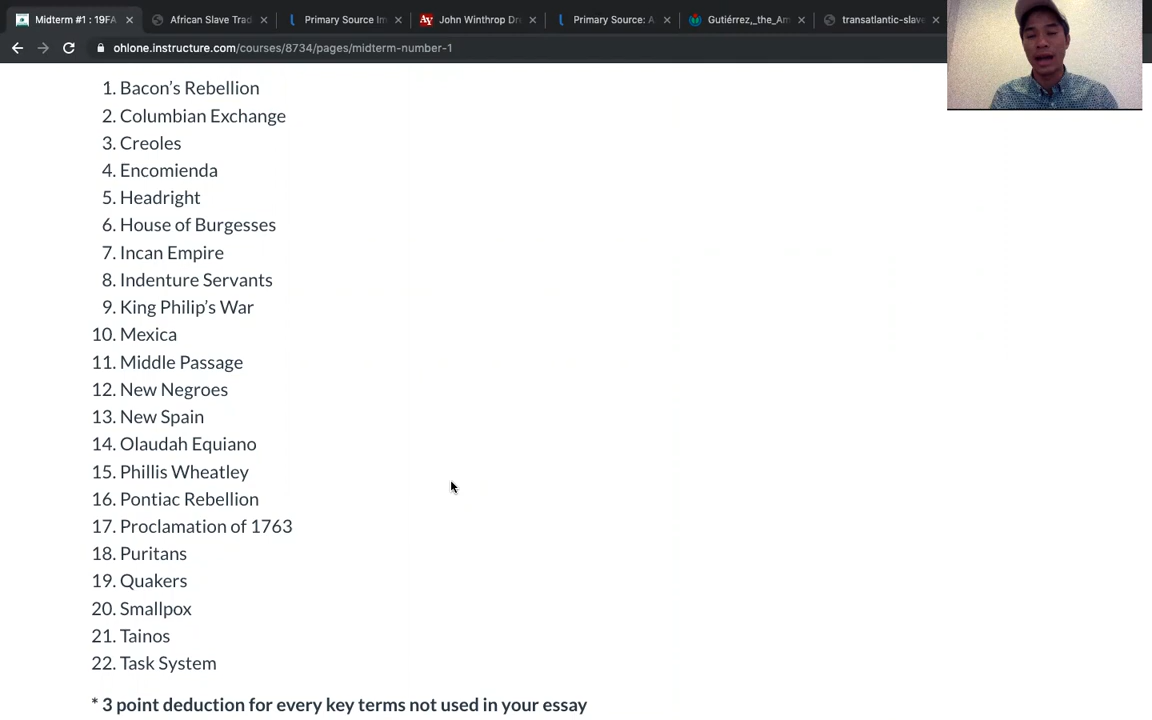 Midterm #1 : 19FA
African Slave Trad
Primary Source Im
John Winthrop Dre
Primary Source: A
Gutiérrez,_the_Am
transatlantic-slave
ohlone.instructure.com/courses/8734/pages/midterm-number-1
1. Bacon’s Rebellion
2. Columbian Exchange
3. Creoles
4. Encomienda
5. Headright
6. House of Burgesses
7. Incan Empire
8. Indenture Servants
9. King Philip’s War
10. Mexica
11. Middle Passage
12. New Negroes
13. New Spain
14. Olaudah Equiano
15. Phillis Wheatley
16. Pontiac Rebellion
17. Proclamation of 1763
18. Puritans
19. Quakers
20. Smallpox
21. Tainos
22. Task System
* 3 point deduction for every key terms not used in your essay